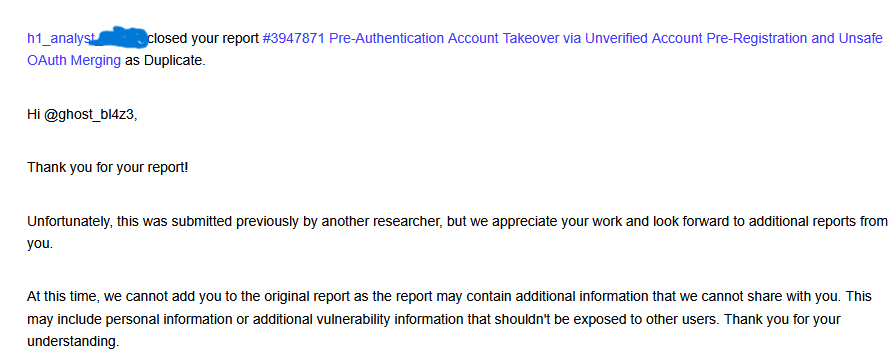 h1_analyst_ closed your report #3947871 Pre-Authentication Account Takeover via Unverified Account Pre-Registration and Unsafe
OAuth Merging as Duplicate.
Hi @ghost_bl4z3,
Thank you for your report!
Unfortunately, this was submitted previously by another researcher, but we appreciate your work and look forward to additional reports from
you.
At this time, we cannot add you to the original report as the report may contain additional information that we cannot share with you. This
may include personal information or additional vulnerability information that shouldn't be exposed to other users. Thank you for your
understanding.